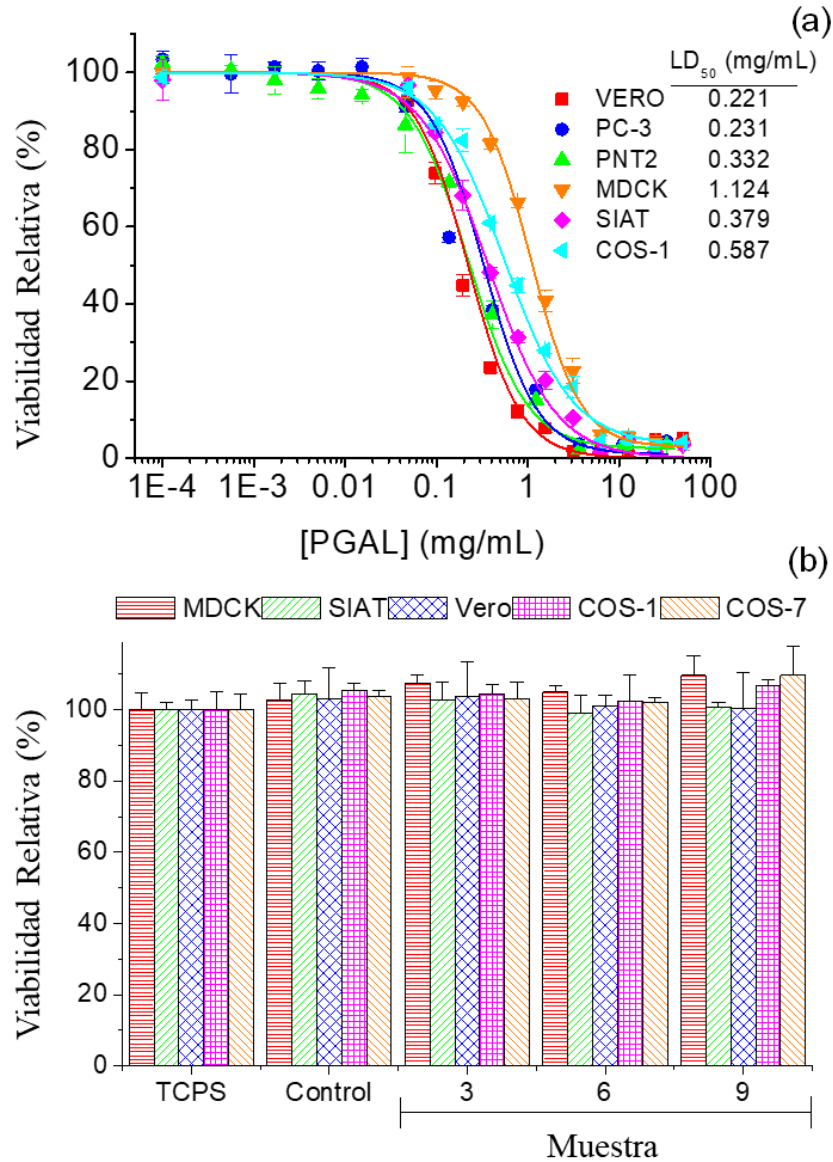 (a)
LD50 (mg/mL)
VERO 0.221
PC-3 0.231
PNT2 0.332
MDCK 1.124
SIAT 0.379
COS-1 0.587
Viabilidad Relativa (%)
100
80
60
40
20
0
1E-4 1E-3 0.01 0.1 1 10 100
[PGAL] (mg/mL)
(b)
MDCK SIAT Vero COS-1 COS-7
Viabilidad Relativa (%)
100
80
60
40
20
0
TCPS Control 3 6 9
Muestra